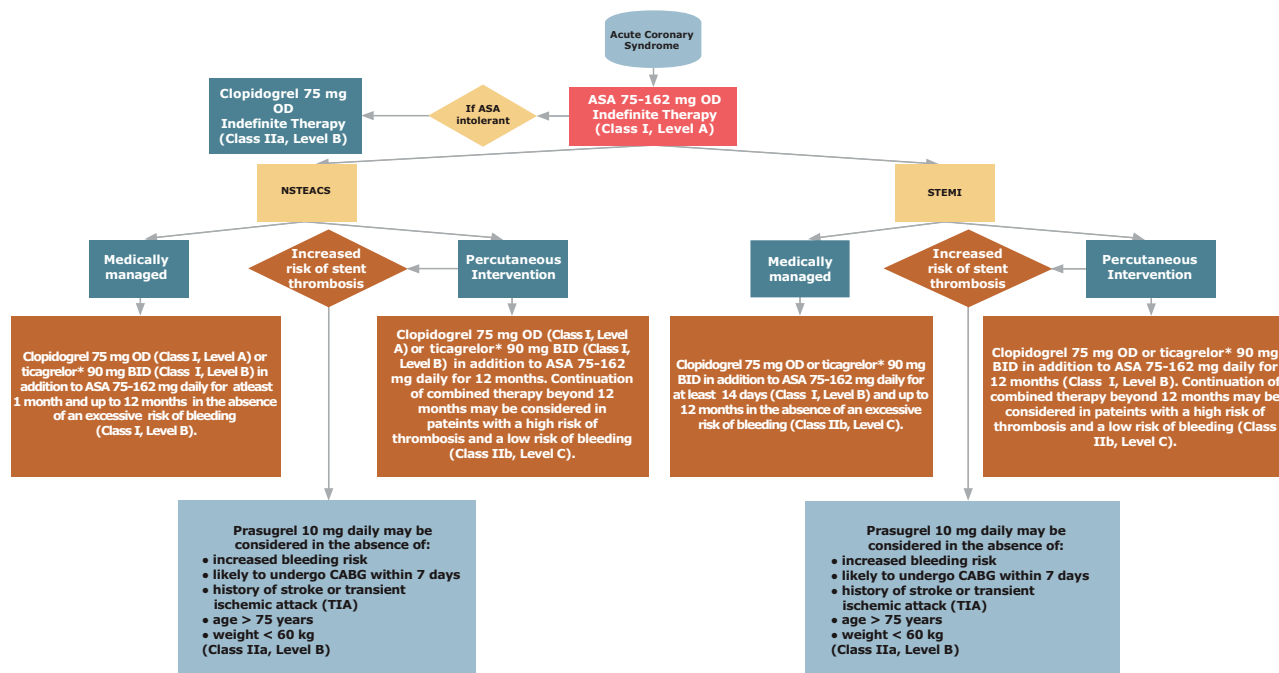 Acute Coronary
Syndrome
Clopidogrel 75 mg
OD
Indefinite Therapy
(Class IIa, Level B)
If ASA
intolerant
ASA 75-162 mg OD
Indefinite Therapy
(Class I, Level A)
NSTEACS
STEMI
Medically
managed
Increased
risk of stent
thrombosis
Percutaneous
Intervention
Medically
managed
Increased
risk of stent
thrombosis
Percutaneous
Intervention
Clopidogrel 75 mg OD (Class I, Level A) or
ticagrelor* 90 mg BID (Class I, Level B) in
addition to ASA 75-162 mg daily for atleast
1 month and up to 12 months in the absence
of an excessive risk of bleeding
(Class I, Level B).
Clopidogrel 75 mg OD (Class I, Level
A) or ticagrelor* 90 mg BID (Class I,
Level B) in addition to ASA 75-162
mg daily for 12 months. Continuation
of combined therapy beyond 12
months may be considered in
pateints with a high risk of
thrombosis and a low risk of bleeding
(Class IIb, Level C).
Clopidogrel 75 mg OD or ticagrelor* 90 mg
BID in addition to ASA 75-162 mg daily for
at least 14 days (Class I, Level B) and up to
12 months in the absence of an excessive
risk of bleeding (Class IIb, Level C).
Clopidogrel 75 mg OD or ticagrelor* 90 mg
BID in addition to ASA 75-162 mg daily for
12 months (Class I, Level B). Continuation of
combined therapy beyond 12 months may be
considered in pateints with a high risk of
thrombosis and a low risk of bleeding (Class
IIb, Level C).
Prasugrel 10 mg daily may be
considered in the absence of:
• increased bleeding risk
• likely to undergo CABG within 7 days
• history of stroke or transient
ischemic attack (TIA)
• age > 75 years
• weight < 60 kg
(Class IIa, Level B)
Prasugrel 10 mg daily may be
considered in the absence of:
• increased bleeding risk
• likely to undergo CABG within 7 days
• history of stroke or transient
ischemic attack (TIA)
• age > 75 years
• weight < 60 kg
(Class IIa, Level B)